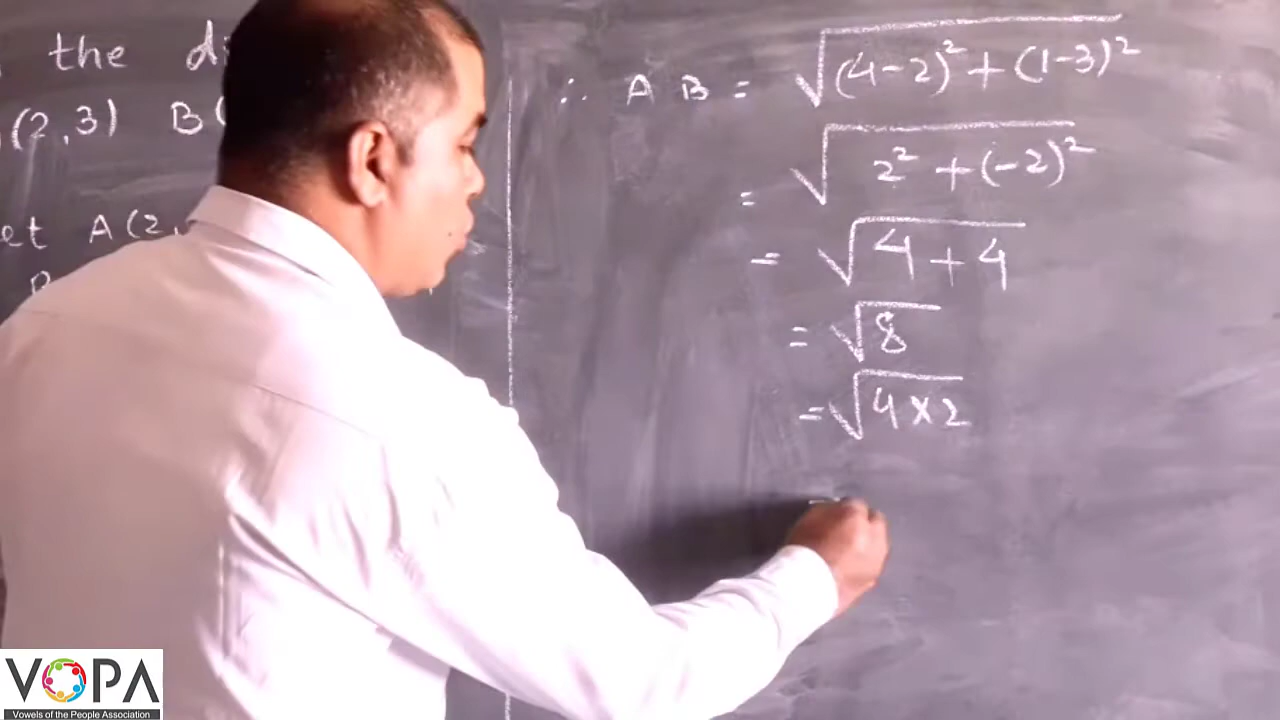 the
(2,3) B(
et A(2,
∴ AB = √(4-2)² + (1-3)²
= √2² + (-2)²
= √4 + 4
= √8
= √4 × 2
VOPA
Vowels of the People Association